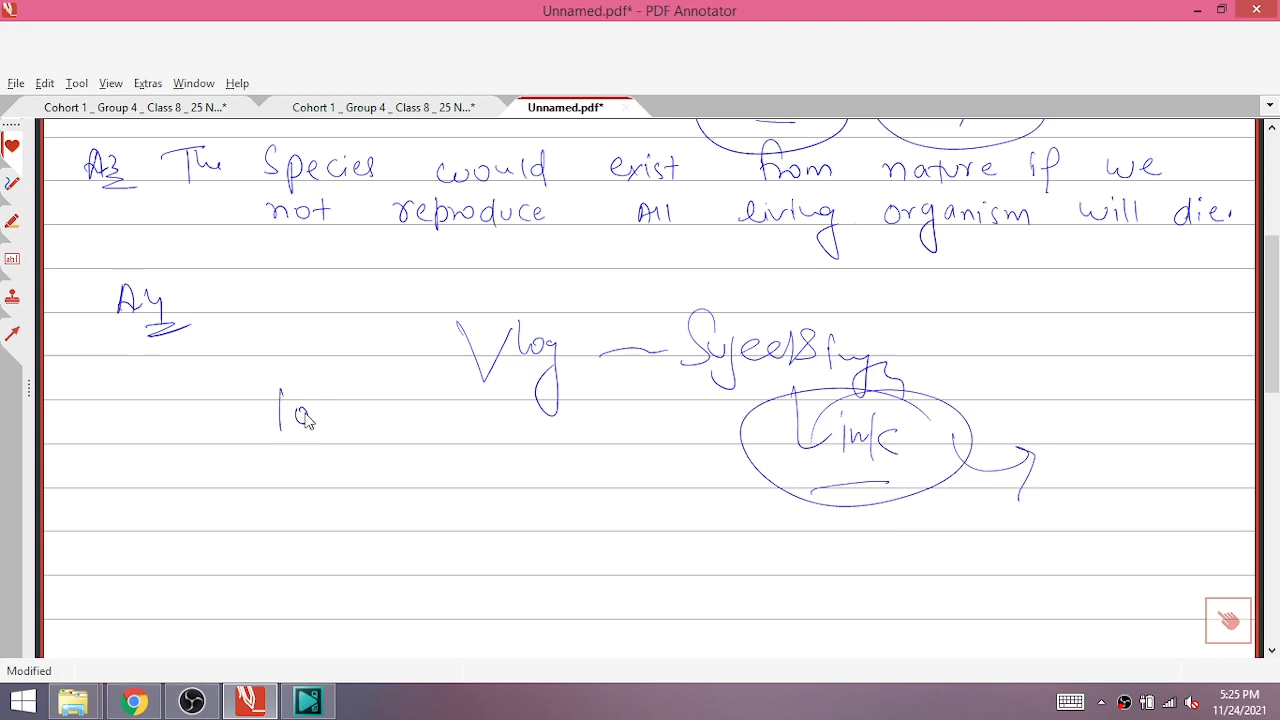 Unnamed.pdf* - PDF Annotator
File Edit Tool View Extras Window Help
Cohort 1 _ Group 4 _ Class 8 _ 25 N...* Cohort 1 _ Group 4 _ Class 8 _ 25 N...* Unnamed.pdf*
A3 The Species would exist from nature if we
not reproduce All living organism will die.
A4
Vlog
Link
Modified
5:25 PM
11/24/2021